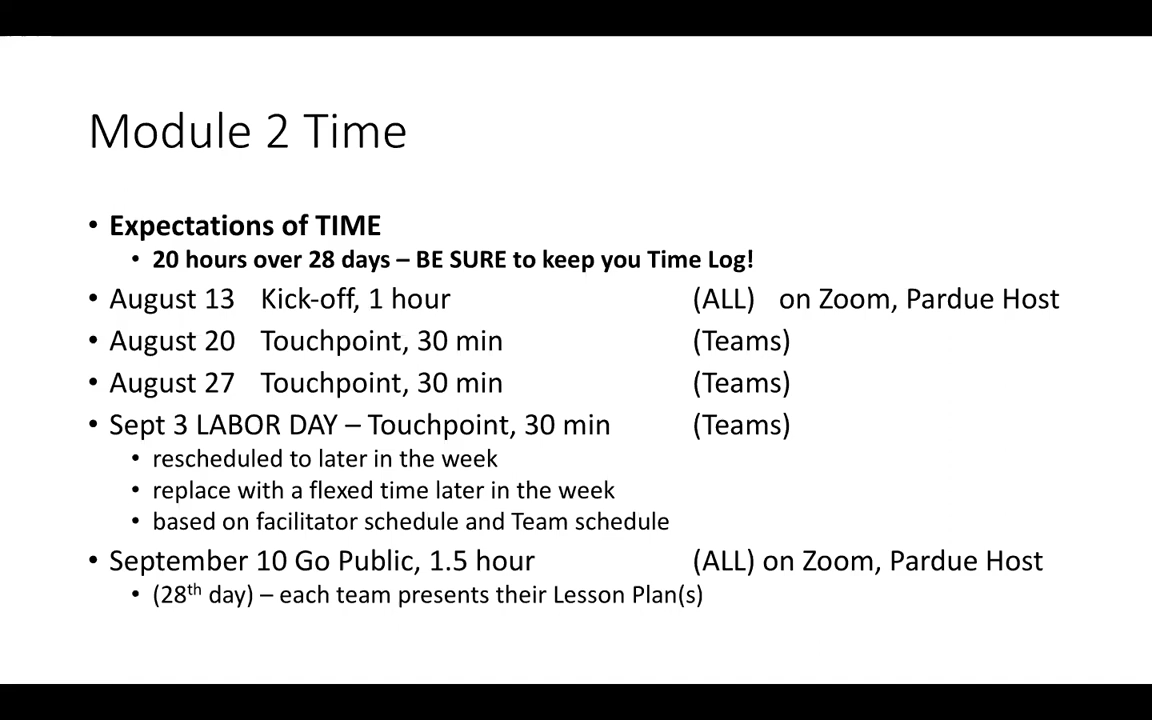 Module 2 Time
• Expectations of TIME
• 20 hours over 28 days – BE SURE to keep you Time Log!
• August 13 Kick-off, 1 hour (ALL) on Zoom, Pardue Host
• August 20 Touchpoint, 30 min (Teams)
• August 27 Touchpoint, 30 min (Teams)
• Sept 3 LABOR DAY – Touchpoint, 30 min (Teams)
• rescheduled to later in the week
• replace with a flexed time later in the week
• based on facilitator schedule and Team schedule
• September 10 Go Public, 1.5 hour (ALL) on Zoom, Pardue Host
• (28th day) – each team presents their Lesson Plan(s)